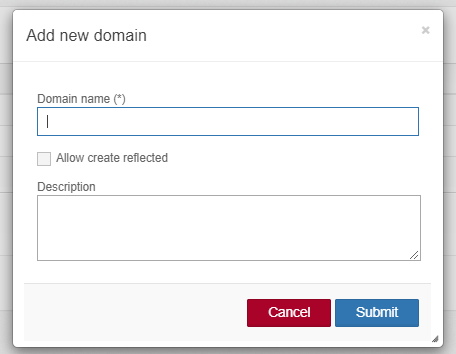 Add new domain
×
Domain name (*)
Allow create reflected
Description
Cancel
Submit